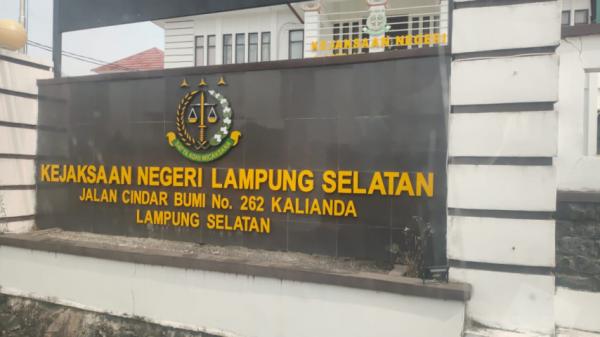 KEJAKSAAN NEGERI
KEJAKSAAN NEGERI LAMPUNG SELATAN
JALAN CINDAR BUMI No. 262 KALIANDA
LAMPUNG SELATAN